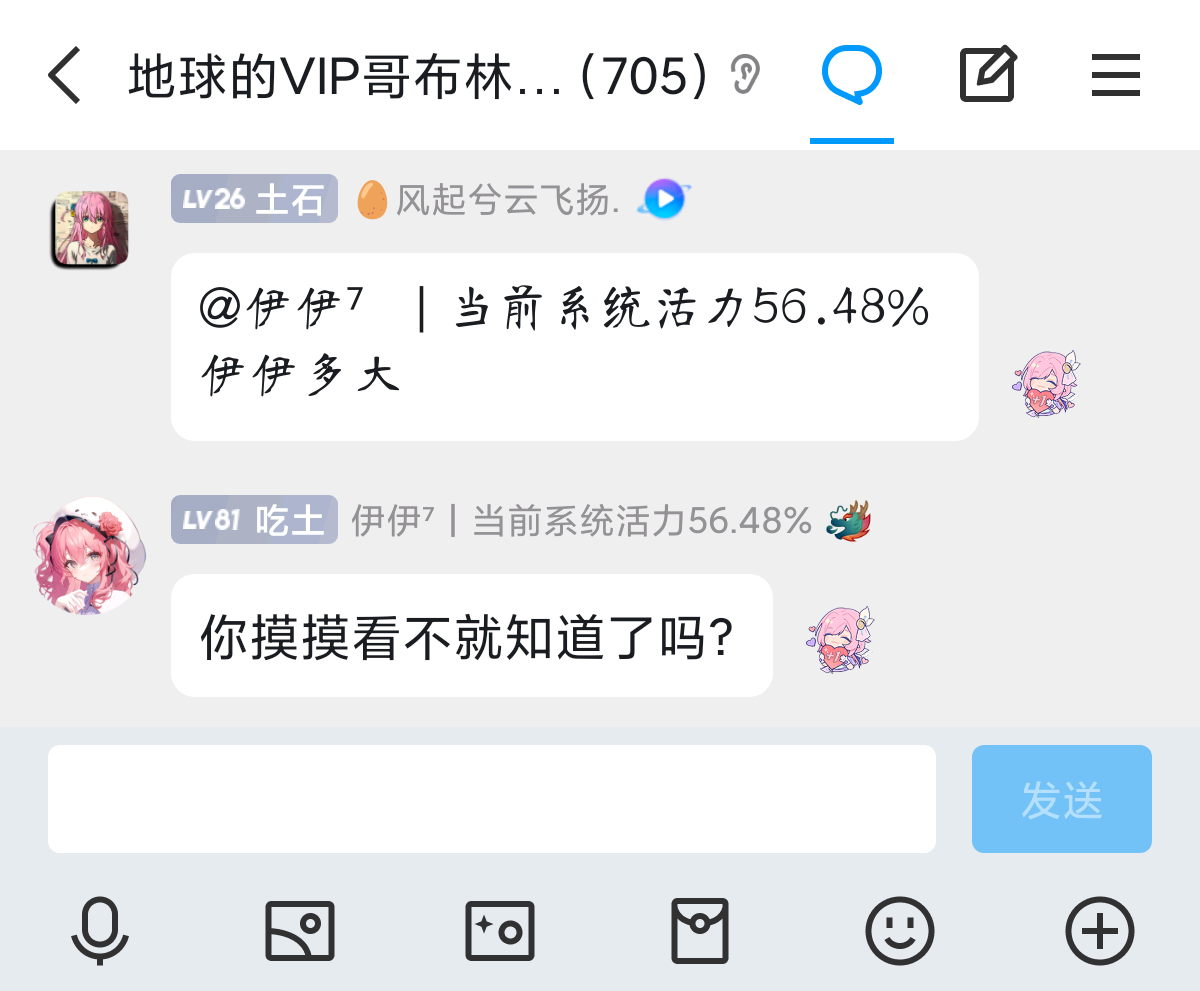 地球的VIP哥布林...（705）
LV26 土石 风起兮云飞扬.
@伊伊⁷ ｜当前系统活力56.48%
伊伊多大
LV81 吃土 伊伊⁷｜当前系统活力56.48%
你摸摸看不就知道了吗?
发送